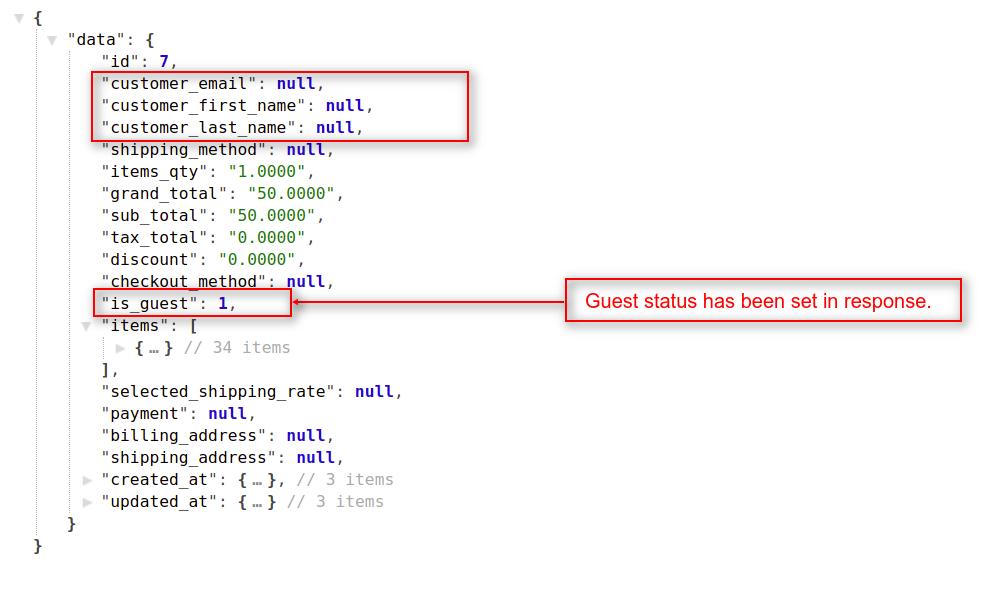 {
"data": {
"id": 7,
"customer_email": null,
"customer_first_name": null,
"customer_last_name": null,
"shipping_method": null,
"items_qty": "1.0000",
"grand_total": "50.0000",
"sub_total": "50.0000",
"tax_total": "0.0000",
"discount": "0.0000",
"checkout_method": null,
"is_guest": 1,
Guest status has been set in response.
"items": [
{ … } // 34 items
],
"selected_shipping_rate": null,
"payment": null,
"billing_address": null,
"shipping_address": null,
"created_at": { … }, // 3 items
"updated_at": { … } // 3 items
}
}